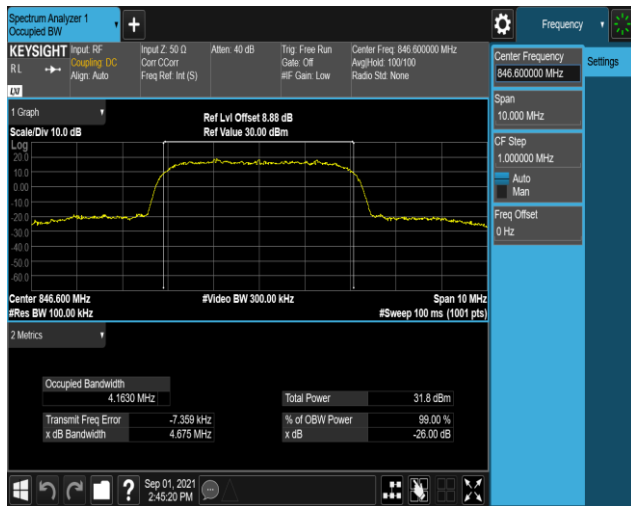 Spectrum Analyzer 1
Occupied BW
+
Frequency
KEYSIGHT
Input: RF
Coupling: DC
Align: Auto
Input Z: 50 Ω
Corr CCorr
Freq Ref: Int (S)
Atten: 40 dB
Trig: Free Run
Gate: Off
#IF Gain: Low
Center Freq: 846.600000 MHz
Avg|Hold: 100/100
Radio Std: None
RL
LXI
1 Graph
Scale/Div 10.0 dB
Ref Lvl Offset 8.88 dB
Ref Value 30.00 dBm
Log
20.0
10.0
0.00
-10.0
-20.0
-30.0
-40.0
-50.0
-60.0
Center 846.600 MHz
#Res BW 100.00 kHz
#Video BW 300.00 kHz
Span 10 MHz
#Sweep 100 ms (1001 pts)
2 Metrics
Occupied Bandwidth
4.1630 MHz
Transmit Freq Error -7.359 kHz
x dB Bandwidth 4.675 MHz
Total Power 31.8 dBm
% of OBW Power 99.00 %
x dB -26.00 dB
?
Sep 01, 2021
2:45:20 PM
Center Frequency
846.600000 MHz
Span
10.000 MHz
CF Step
1.000000 MHz
Auto
Man
Freq Offset
0 Hz
Settings